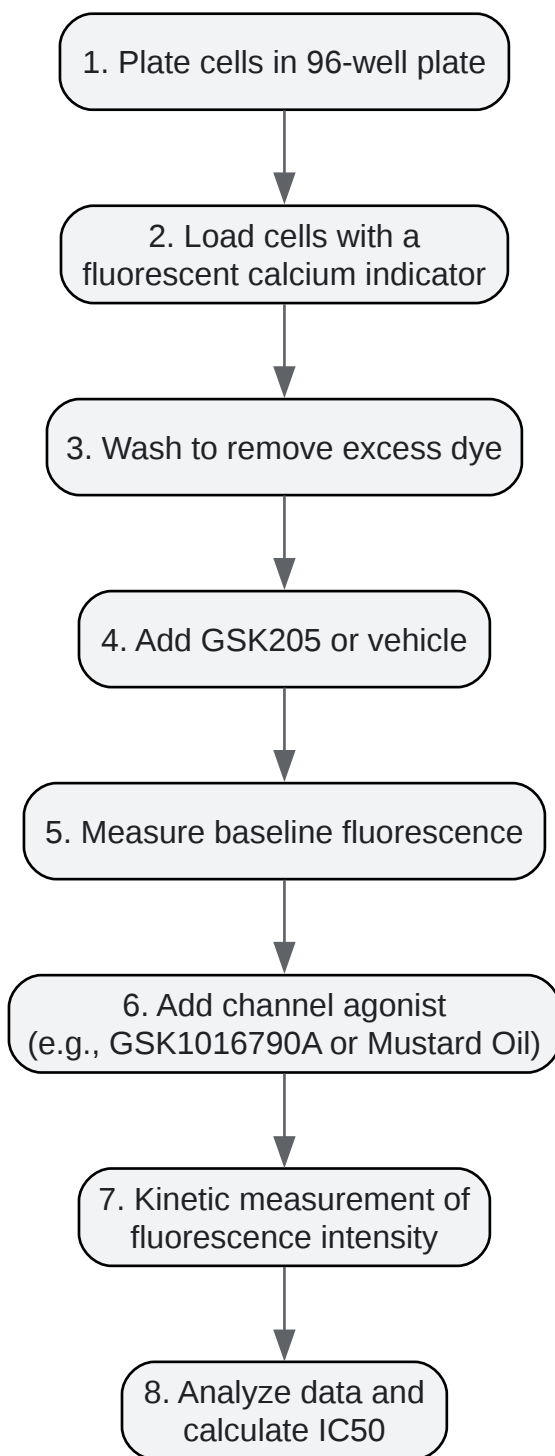 1. Plate cells in 96-well plate
2. Load cells with a
fluorescent calcium indicator
3. Wash to remove excess dye
4. Add GSK205 or vehicle
5. Measure baseline fluorescence
6. Add channel agonist
(e.g., GSK1016790A or Mustard Oil)
7. Kinetic measurement of
fluorescence intensity
8. Analyze data and
calculate IC50